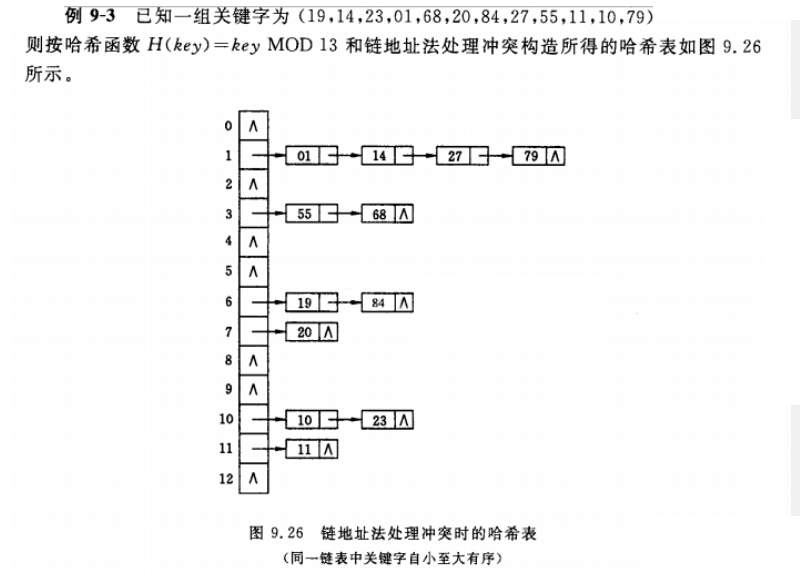 例 9-3 已知一组关键字为(19,14,23,01,68,20,84,27,55,11,10,79)
则按哈希函数 H(key)=key MOD 13 和链地址法处理冲突构造所得的哈希表如图 9.26
所示。
0 ∧
1 01 14 27 79 ∧
2 ∧
3 55 68 ∧
4 ∧
5 ∧
6 19 84 ∧
7 20 ∧
8 ∧
9 ∧
10 10 23 ∧
11 11 ∧
12 ∧
图 9.26 链地址法处理冲突时的哈希表
(同一链表中关键字自小至大有序)